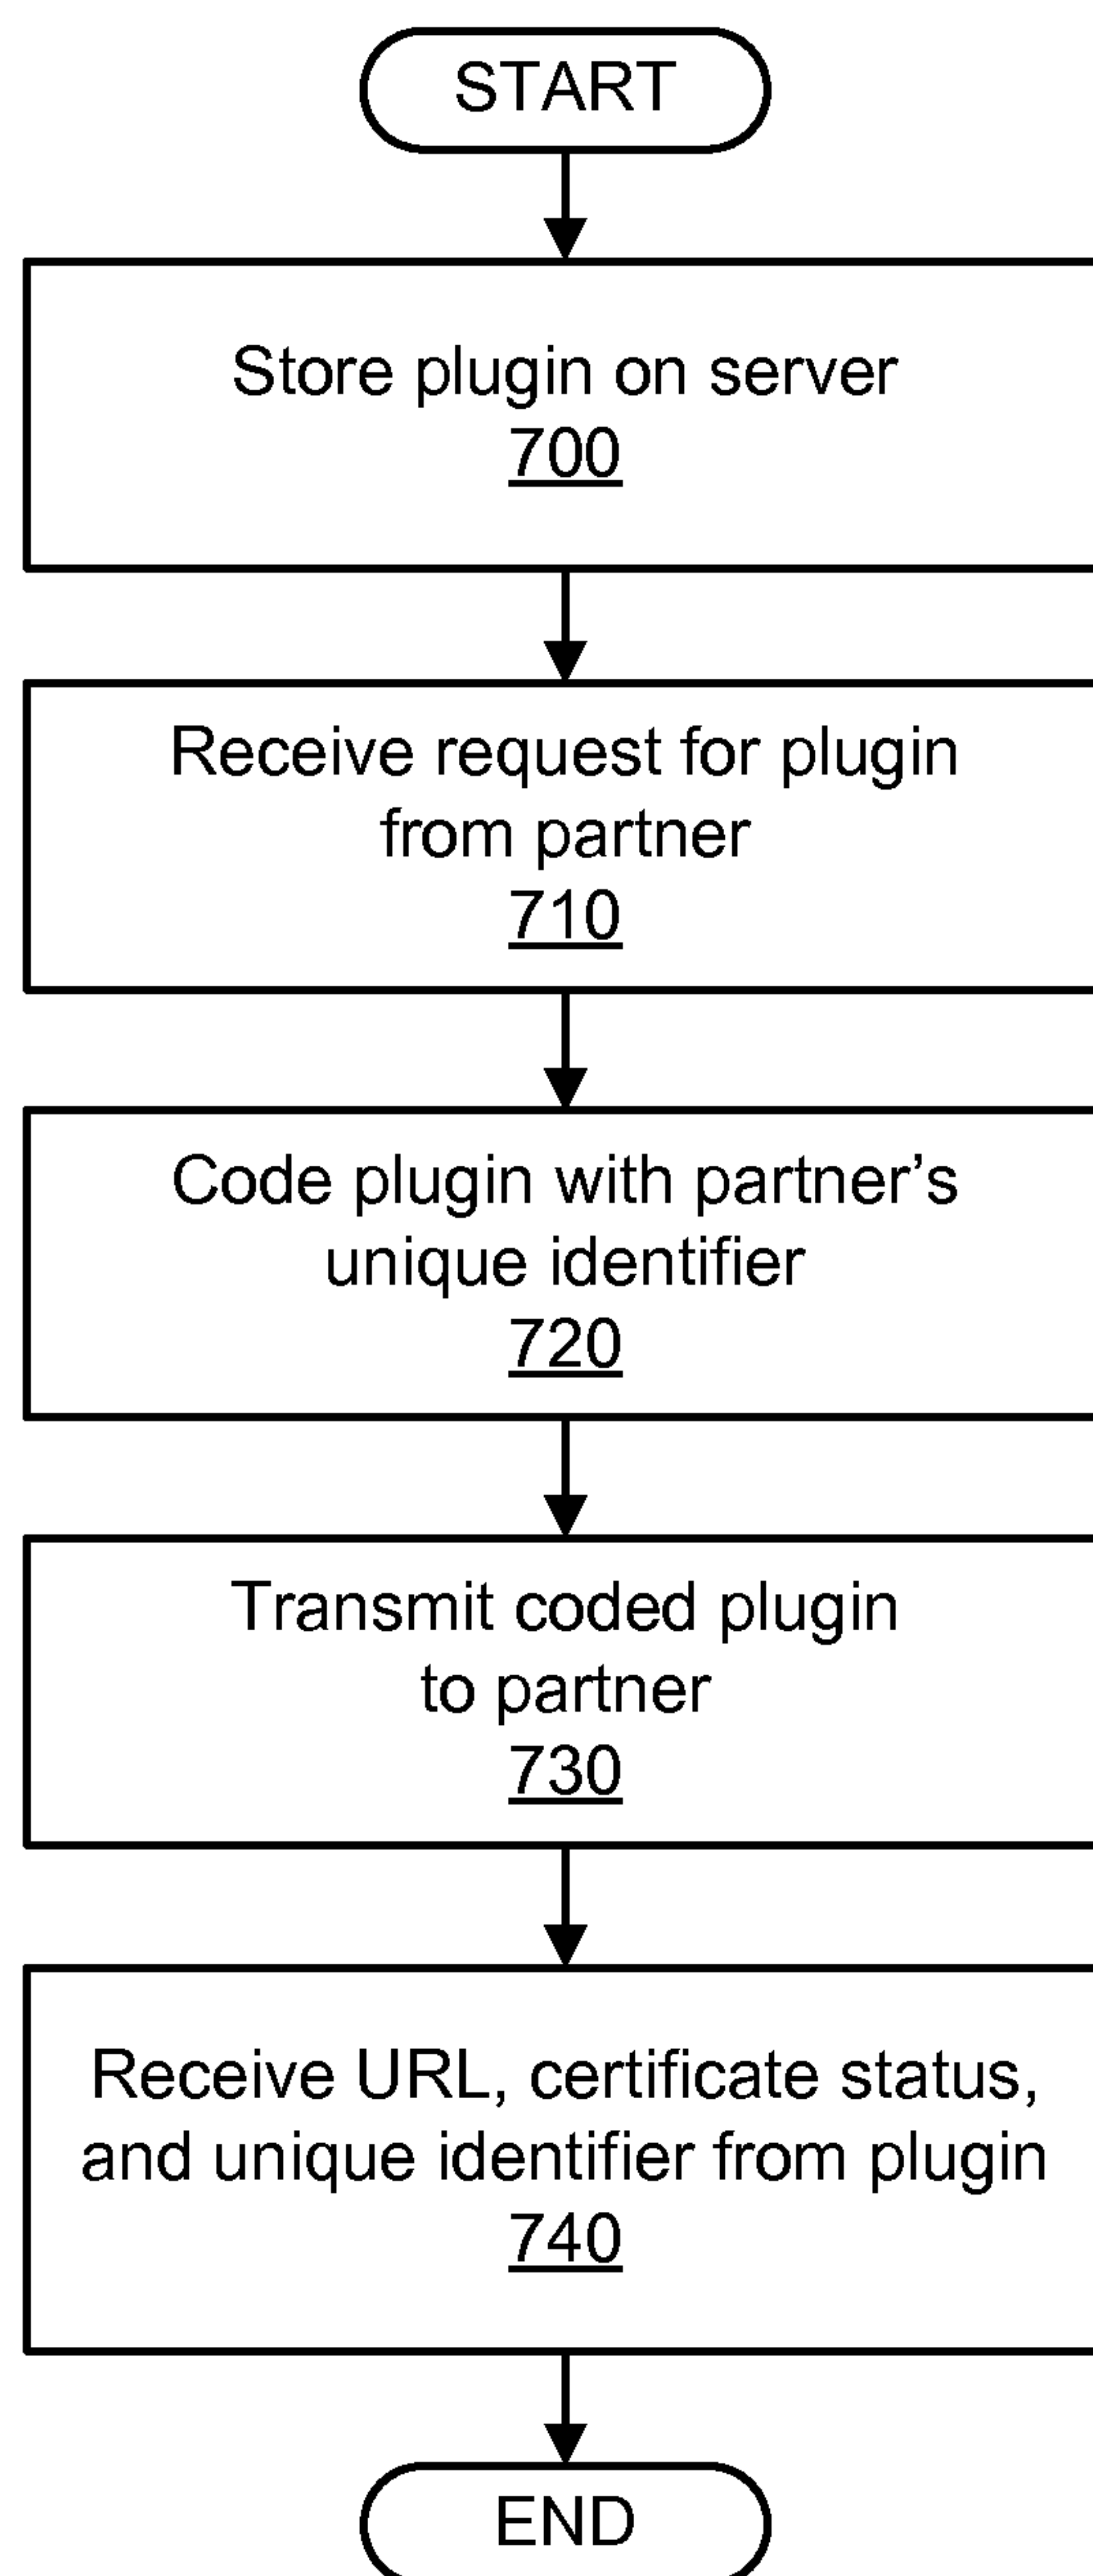 START
Store plugin on server
700
Receive request for plugin
from partner
710
Code plugin with partner’s
unique identifier
720
Transmit coded plugin
to partner
730
Receive URL, certificate status,
and unique identifier from plugin
740
END